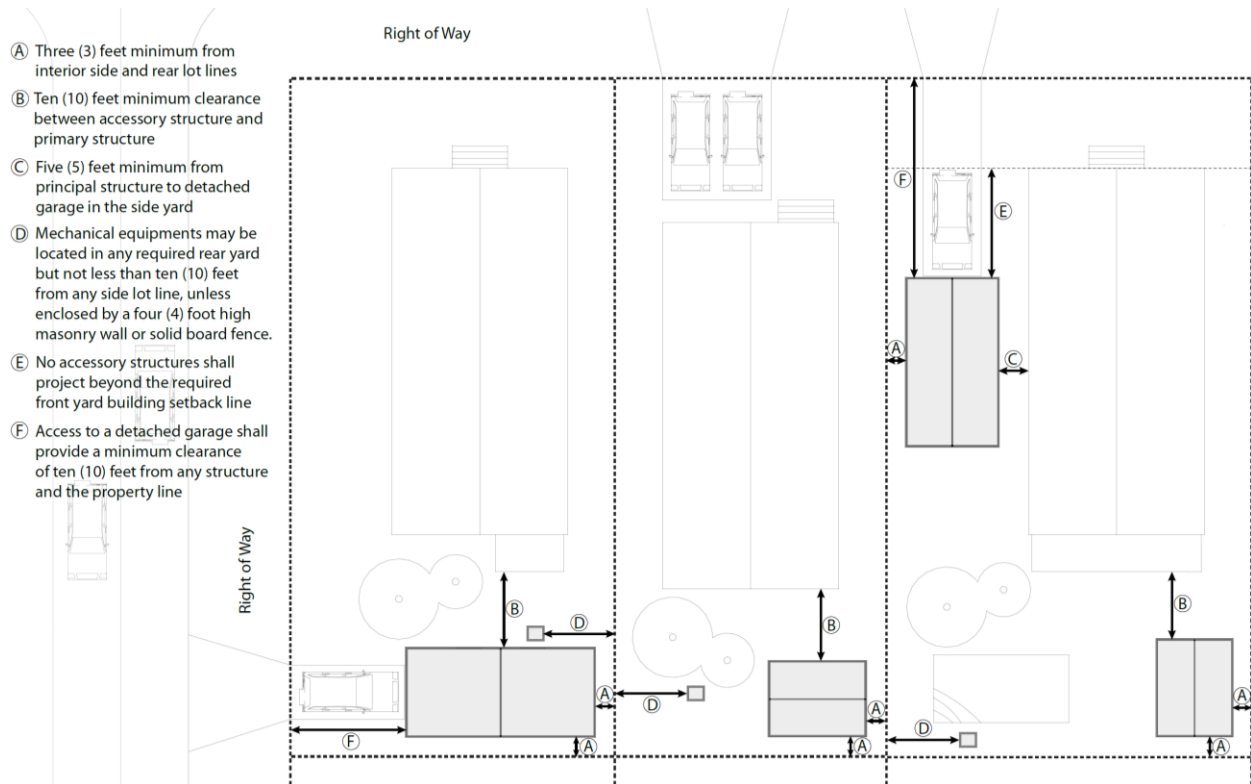 Right of Way
Ⓐ Three (3) feet minimum from
interior side and rear lot lines
Ⓑ Ten (10) feet minimum clearance
between accessory structure and
primary structure
Ⓒ Five (5) feet minimum from
principal structure to detached
garage in the side yard
Ⓓ Mechanical equipments may be
located in any required rear yard
but not less than ten (10) feet
from any side lot line, unless
enclosed by a four (4) foot high
masonry wall or solid board fence.
Ⓔ No accessory structures shall
project beyond the required
front yard building setback line
Ⓕ Access to a detached garage shall
provide a minimum clearance
of ten (10) feet from any structure
and the property line
Right of Way
Ⓕ
Ⓔ
Ⓐ
Ⓒ
Ⓑ
Ⓓ
Ⓑ
Ⓑ
Ⓐ
Ⓓ
Ⓐ
Ⓐ
Ⓕ
Ⓐ
Ⓐ
Ⓓ
Ⓐ